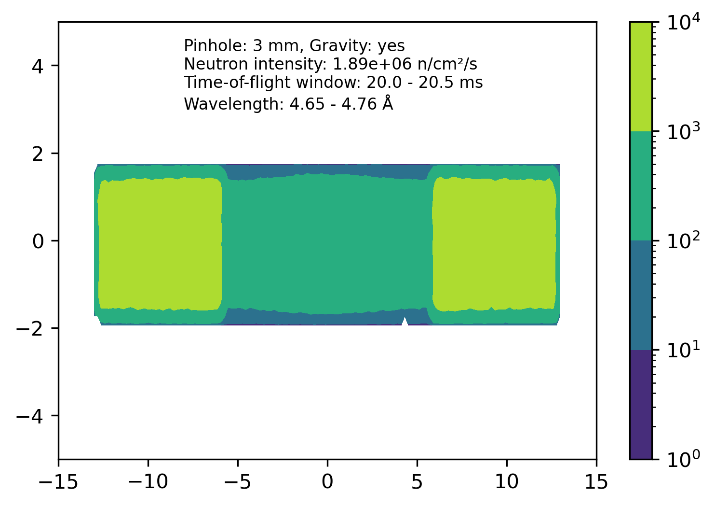 Pinhole: 3 mm, Gravity: yes
Neutron intensity: 1.89e+06 n/cm²/s
Time-of-flight window: 20.0 - 20.5 ms
Wavelength: 4.65 - 4.76 Å
4
2
0
−2
−4
−15 −10 −5 0 5 10 15
10⁴
10³
10²
10¹
10⁰